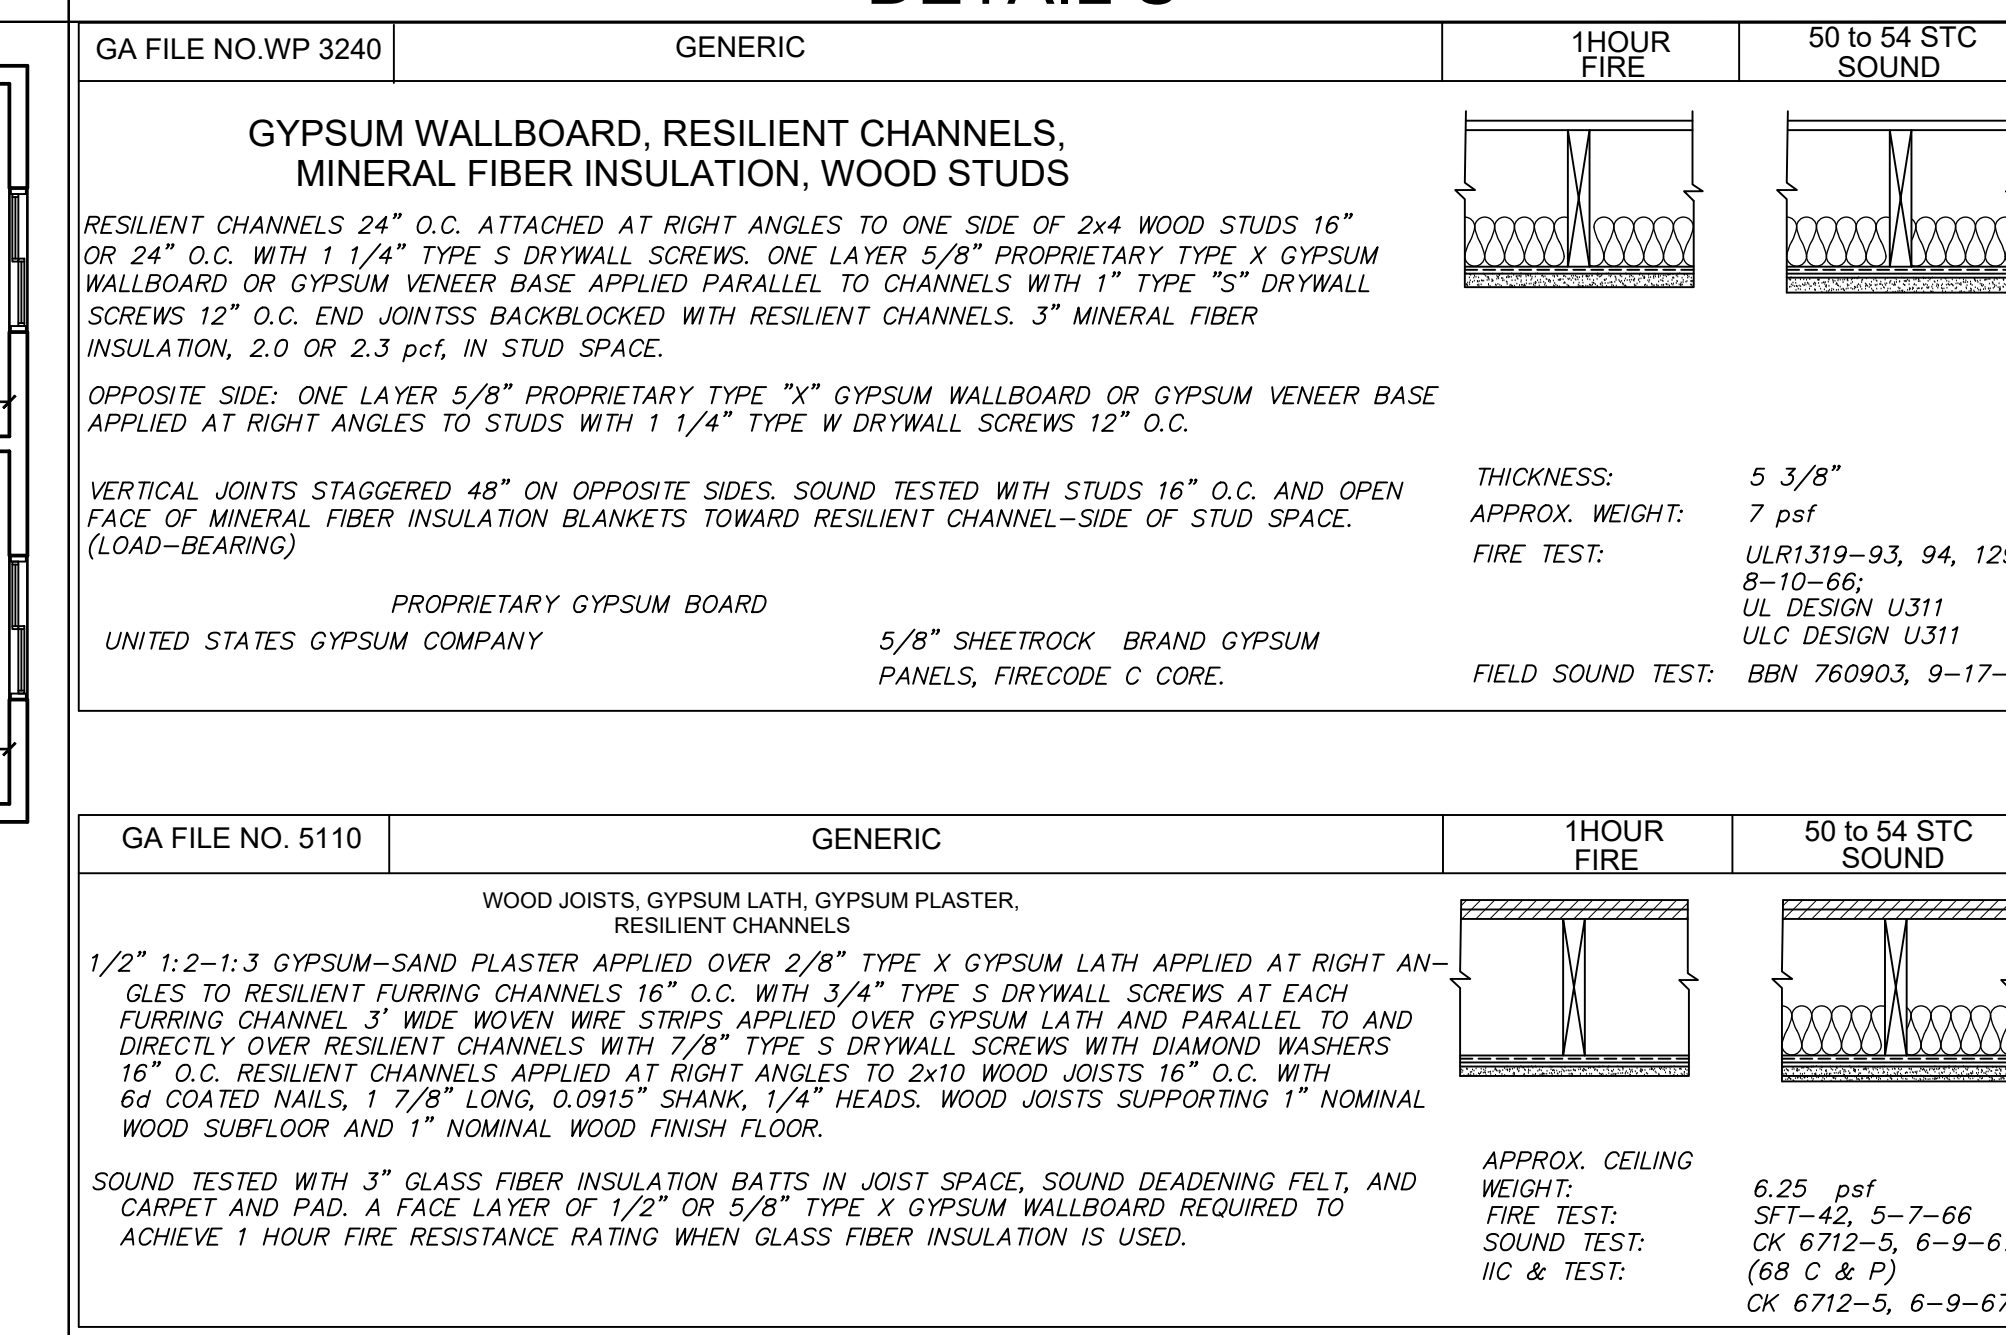 GA FILE NO.WP 3240
GENERIC
1HOUR
FIRE
50 to 54 STC
SOUND
GYPSUM WALLBOARD, RESILIENT CHANNELS,
MINERAL FIBER INSULATION, WOOD STUDS
RESILIENT CHANNELS 24" O.C. ATTACHED AT RIGHT ANGLES TO ONE SIDE OF 2x4 WOOD STUDS 16"
OR 24" O.C. WITH 1 1/4" TYPE S DRYWALL SCREWS. ONE LAYER 5/8" PROPRIETARY TYPE X GYPSUM
WALLBOARD OR GYPSUM VENEER BASE APPLIED PARALLEL TO CHANNELS WITH 1" TYPE "S" DRYWALL
SCREWS 12" O.C. END JOINTSS BACKBLOCKED WITH RESILIENT CHANNELS. 3" MINERAL FIBER
INSULATION, 2.0 OR 2.3 pcf, IN STUD SPACE.
OPPOSITE SIDE: ONE LAYER 5/8" PROPRIETARY TYPE "X" GYPSUM WALLBOARD OR GYPSUM VENEER BASE
APPLIED AT RIGHT ANGLES TO STUDS WITH 1 1/4" TYPE W DRYWALL SCREWS 12" O.C.
VERTICAL JOINTS STAGGERED 48" ON OPPOSITE SIDES. SOUND TESTED WITH STUDS 16" O.C. AND OPEN
FACE OF MINERAL FIBER INSULATION BLANKETS TOWARD RESILIENT CHANNEL-SIDE OF STUD SPACE.
(LOAD-BEARING)
PROPRIETARY GYPSUM BOARD
UNITED STATES GYPSUM COMPANY
5/8" SHEETROCK BRAND GYPSUM
PANELS, FIRECODE C CORE.
THICKNESS: 5 3/8"
APPROX. WEIGHT: 7 psf
FIRE TEST: ULR1319-93, 94, 129
8-10-66;
UL DESIGN U311
ULC DESIGN U311
FIELD SOUND TEST: BBN 760903, 9-17-
GA FILE NO. 5110
GENERIC
1HOUR
FIRE
50 to 54 STC
SOUND
WOOD JOISTS, GYPSUM LATH, GYPSUM PLASTER,
RESILIENT CHANNELS
1/2" 1:2-1:3 GYPSUM-SAND PLASTER APPLIED OVER 2/8" TYPE X GYPSUM LATH APPLIED AT RIGHT AN-
GLES TO RESILIENT FURRING CHANNELS 16" O.C. WITH 3/4" TYPE S DRYWALL SCREWS AT EACH
FURRING CHANNEL 3' WIDE WOVEN WIRE STRIPS APPLIED OVER GYPSUM LATH AND PARALLEL TO AND
DIRECTLY OVER RESILIENT CHANNELS WITH 7/8" TYPE S DRYWALL SCREWS WITH DIAMOND WASHERS
16" O.C. RESILIENT CHANNELS APPLIED AT RIGHT ANGLES TO 2x10 WOOD JOISTS 16" O.C. WITH
6d COATED NAILS, 1 7/8" LONG, 0.0915" SHANK, 1/4" HEADS. WOOD JOISTS SUPPORTING 1" NOMINAL
WOOD SUBFLOOR AND 1" NOMINAL WOOD FINISH FLOOR.
SOUND TESTED WITH 3" GLASS FIBER INSULATION BATTS IN JOIST SPACE, SOUND DEADENING FELT, AND
CARPET AND PAD. A FACE LAYER OF 1/2" OR 5/8" TYPE X GYPSUM WALLBOARD REQUIRED TO
ACHIEVE 1 HOUR FIRE RESISTANCE RATING WHEN GLASS FIBER INSULATION IS USED.
APPROX. CEILING
WEIGHT: 6.25 psf
FIRE TEST: SFT-42, 5-7-66
SOUND TEST: CK 6712-5, 6-9-6
IIC & TEST: (68 C & P)
CK 6712-5, 6-9-67